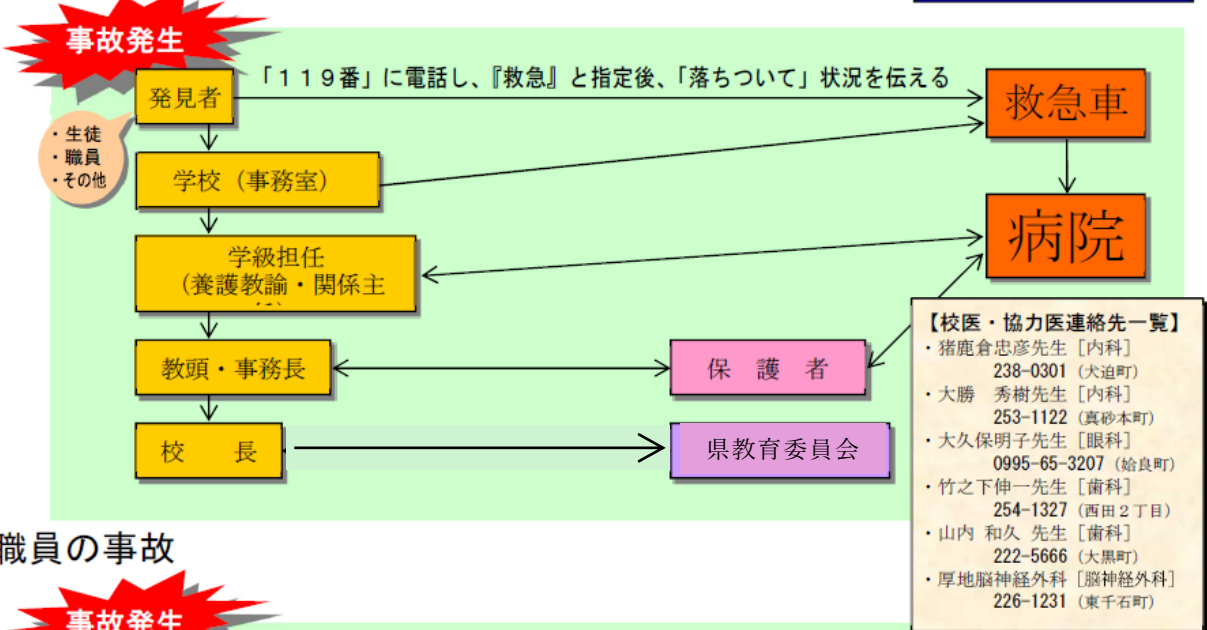 事故発生
発見者
「119番」に電話し、『救急』と指定後、「落ちついて」状況を伝える
救急車
・生徒
・職員
・その他
学校（事務室）
病院
学級担任
（養護教諭・関係主
教頭・事務長
保　護　者
校　　長
県教育委員会
【校医・協力医連絡先一覧】
・猪鹿倉忠彦先生［内科］
238-0301（犬迫町）
・大勝　秀樹先生［内科］
253-1122（真砂本町）
・大久保明子先生［眼科］
0995-65-3207（姶良町）
・竹之下伸一先生［歯科］
254-1327（西田２丁目）
・山内 和久 先生［歯科］
222-5666（大黒町）
・厚地脳神経外科［脳神経外科］
226-1231（東千石町）
職員の事故
事故発生